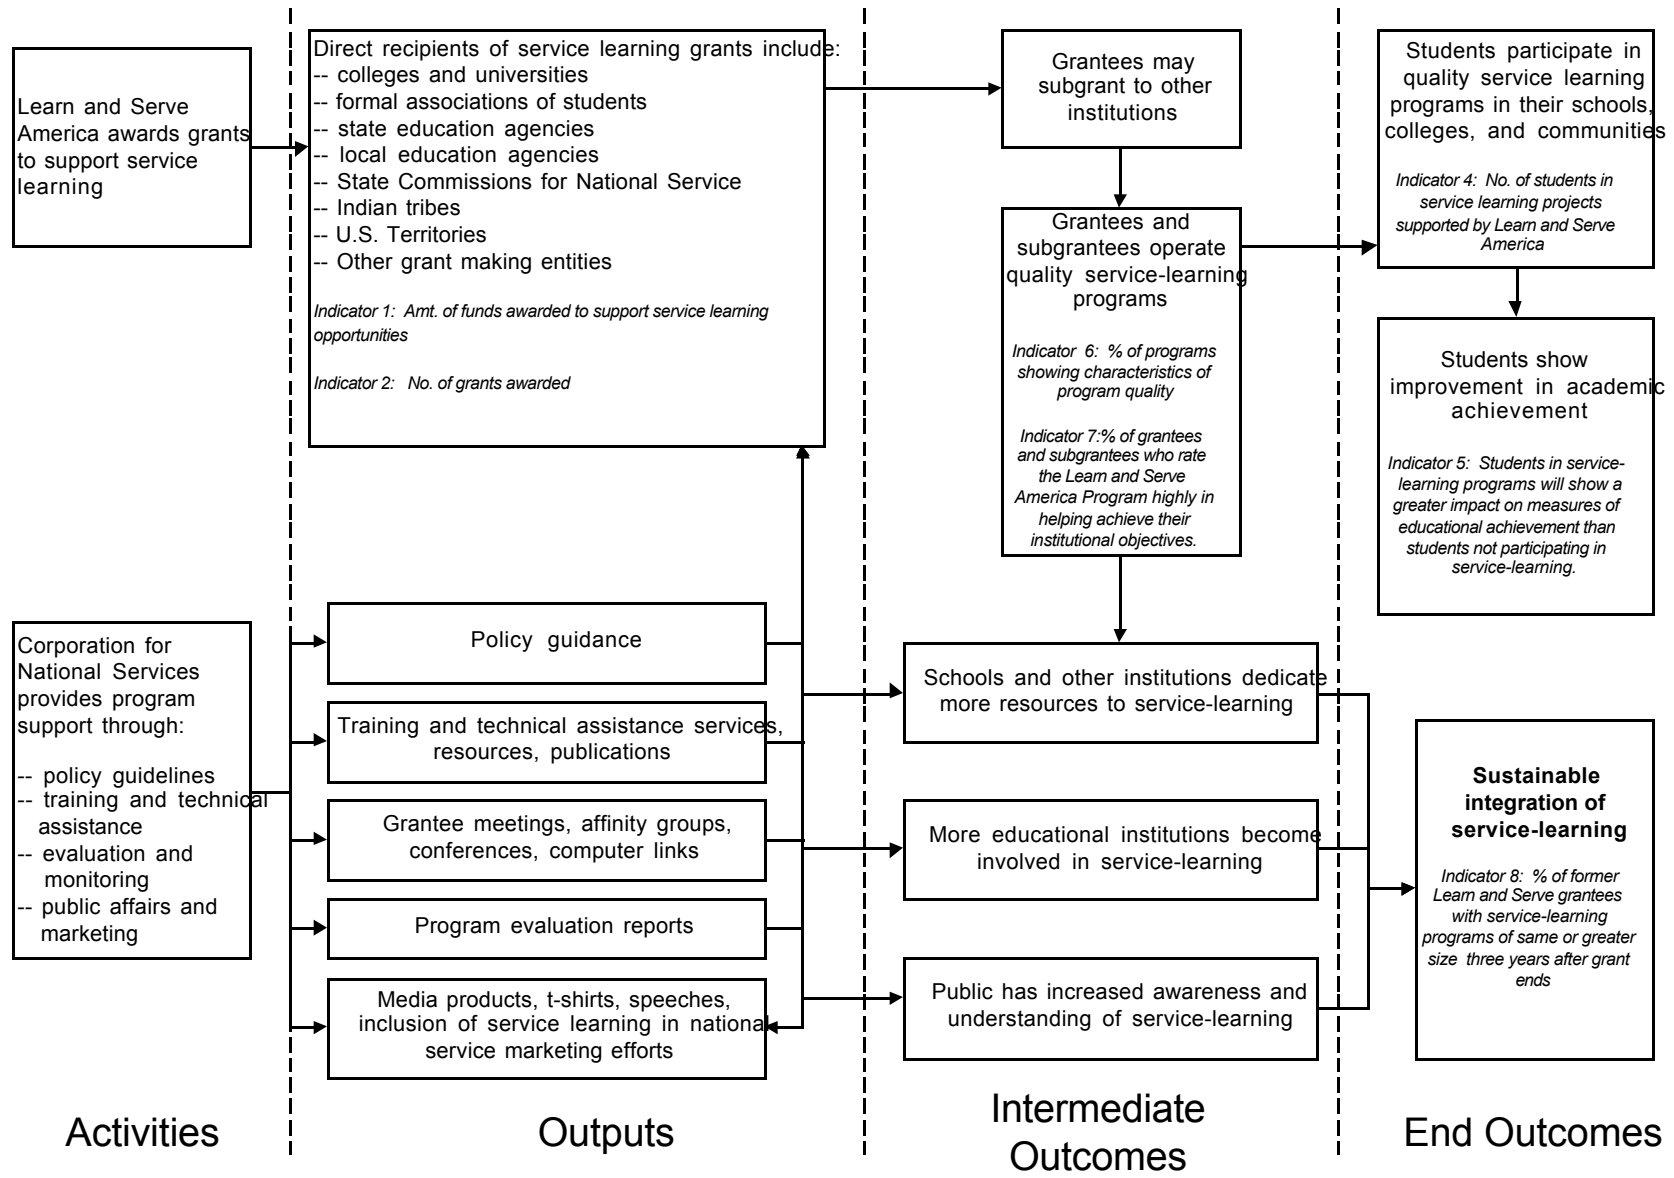 Learn and Serve
America awards grants
to support service
learning
Direct recipients of service learning grants include:
-- colleges and universities
-- formal associations of students
-- state education agencies
-- local education agencies
-- State Commissions for National Service
-- Indian tribes
-- U.S. Territories
-- Other grant making entities
Indicator 1: Amt. of funds awarded to support service learning
opportunities
Indicator 2: No. of grants awarded
Grantees may
subgrant to other
institutions
Grantees and
subgrantees operate
quality service-learning
programs
Indicator 6: % of programs
showing characteristics of
program quality
Indicator 7:% of grantees
and subgrantees who rate
the Learn and Serve
America Program highly in
helping achieve their
institutional objectives.
Students participate in
quality service learning
programs in their schools,
colleges, and communities
Indicator 4: No. of students in
service learning projects
supported by Learn and Serve
America
Students show
improvement in academic
achievement
Indicator 5: Students in service-
learning programs will show a
greater impact on measures of
educational achievement than
students not participating in
service-learning.
Corporation for
National Services
provides program
support through:
-- policy guidelines
-- training and technical
assistance
-- evaluation and
monitoring
-- public affairs and
marketing
Policy guidance
Training and technical assistance services,
resources, publications
Grantee meetings, affinity groups,
conferences, computer links
Program evaluation reports
Media products, t-shirts, speeches,
inclusion of service learning in national
service marketing efforts
Schools and other institutions dedicate
more resources to service-learning
More educational institutions become
involved in service-learning
Public has increased awareness and
understanding of service-learning
Sustainable
integration of
service-learning
Indicator 8: % of former
Learn and Serve grantees
with service-learning
programs of same or greater
size three years after grant
ends
Activities
Outputs
Intermediate
Outcomes
End Outcomes